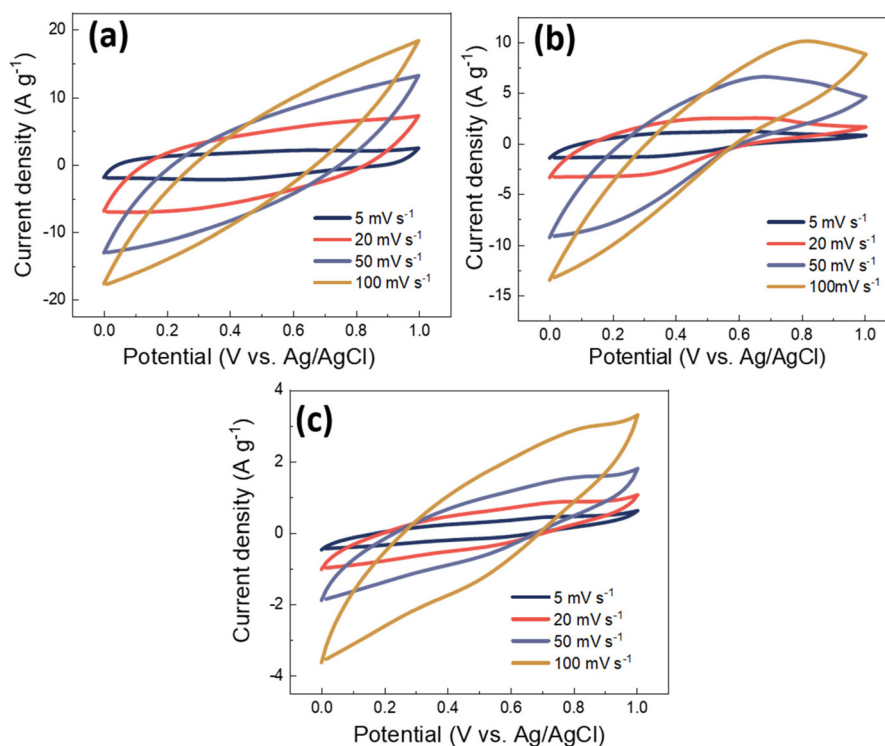 (a)
Current density (A g⁻¹)
20
10
0
-10
-20
5 mV s⁻¹
20 mV s⁻¹
50 mV s⁻¹
100 mV s⁻¹
0.0 0.2 0.4 0.6 0.8 1.0
Potential (V vs. Ag/AgCl)
(b)
Current density (A g⁻¹)
10
5
0
-5
-10
-15
5 mV s⁻¹
20 mV s⁻¹
50 mV s⁻¹
100mV s⁻¹
0.0 0.2 0.4 0.6 0.8 1.0
Potential (V vs. Ag/AgCl)
(c)
Current density (A g⁻¹)
4
2
0
-2
-4
5 mV s⁻¹
20 mV s⁻¹
50 mV s⁻¹
100 mV s⁻¹
0.0 0.2 0.4 0.6 0.8 1.0
Potential (V vs. Ag/AgCl)